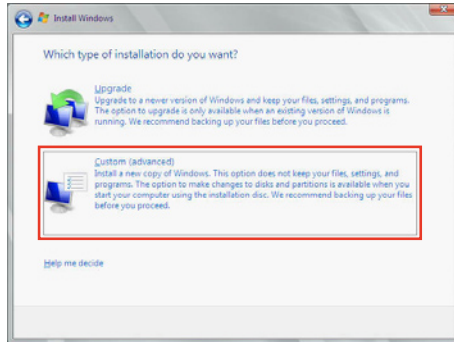 Install Windows
Which type of installation do you want?
Upgrade
Upgrade to a newer version of Windows and keep your files, settings, and programs.
The option to upgrade is only available when an existing version of Windows is
running. We recommend backing up your files before you proceed.
Custom (advanced)
Install a new copy of Windows. This option does not keep your files, settings, and
programs. The option to make changes to disks and partitions is available when you
start your computer using the installation disc. We recommend backing up your files
before you proceed.
Help me decide